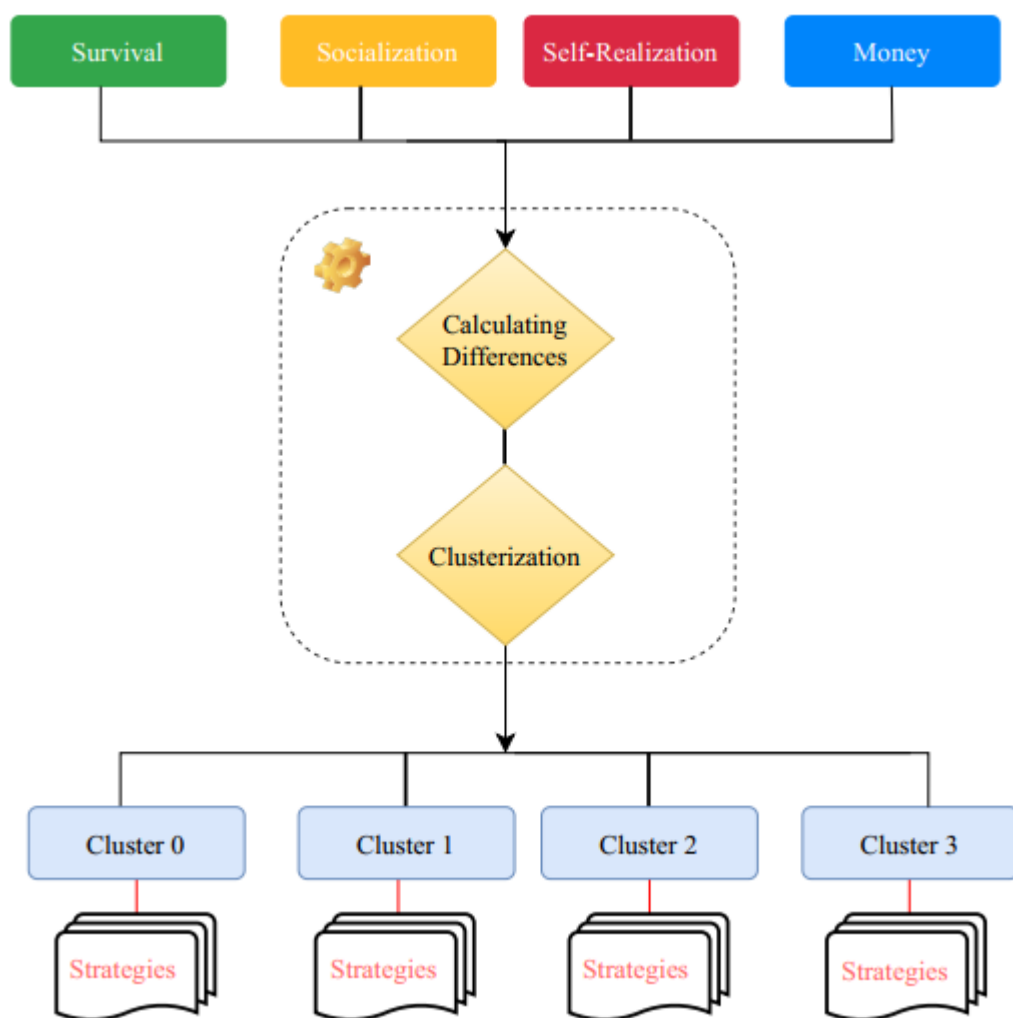 Survival
Socialization
Self-Realization
Money
Calculating
Differences
Clusterization
Cluster 0
Cluster 1
Cluster 2
Cluster 3
Strategies
Strategies
Strategies
Strategies